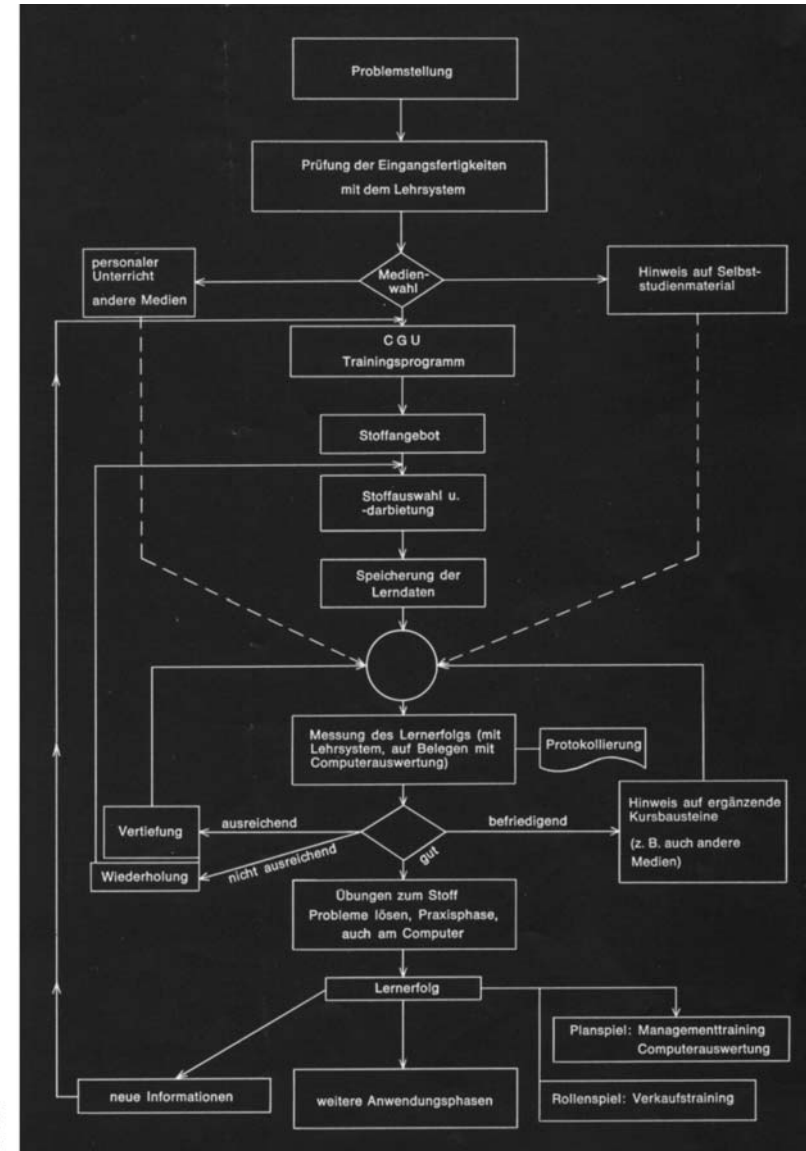 Problemstellung
Prüfung der Eingangsfertigkeiten
mit dem Lehrsystem
personaler
Unterricht
andere Medien
Medien-
wahl
Hinweis auf Selbst-
studienmaterial
C G U
Trainingsprogramm
Stoffangebot
Stoffauswahl u.
-darbietung
Speicherung der
Lerndaten
Messung des Lernerfolgs (mit
Lehrsystem, auf Belegen mit
Computerauswertung)
Protokollierung
Vertiefung
ausreichend
befriedigend
Hinweis auf ergänzende
Kursbausteine
(z. B. auch andere
Medien)
Wiederholung
nicht ausreichend
gut
Übungen zum Stoff
Probleme lösen, Praxisphase,
auch am Computer
Lernerfolg
Planspiel: Managementtraining
Computerauswertung
neue Informationen
weitere Anwendungsphasen
Rollenspiel: Verkaufstraining